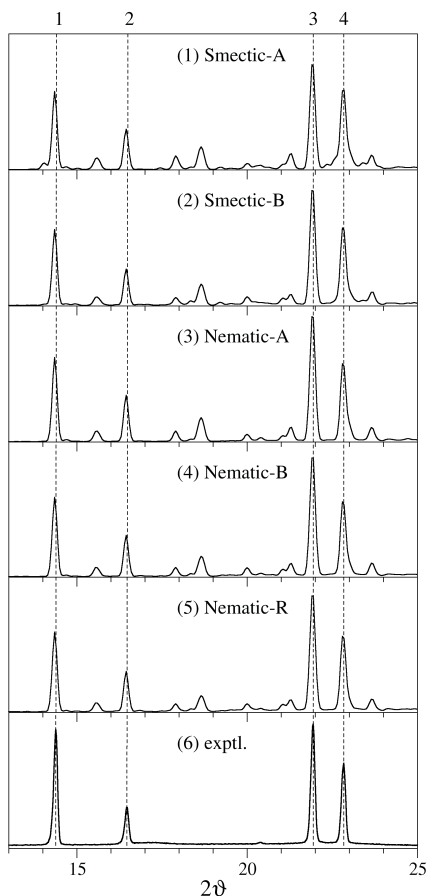 1 2 3 4
(1) Smectic-A
(2) Smectic-B
(3) Nematic-A
(4) Nematic-B
(5) Nematic-R
(6) exptl.
15 20 25
2ϑ